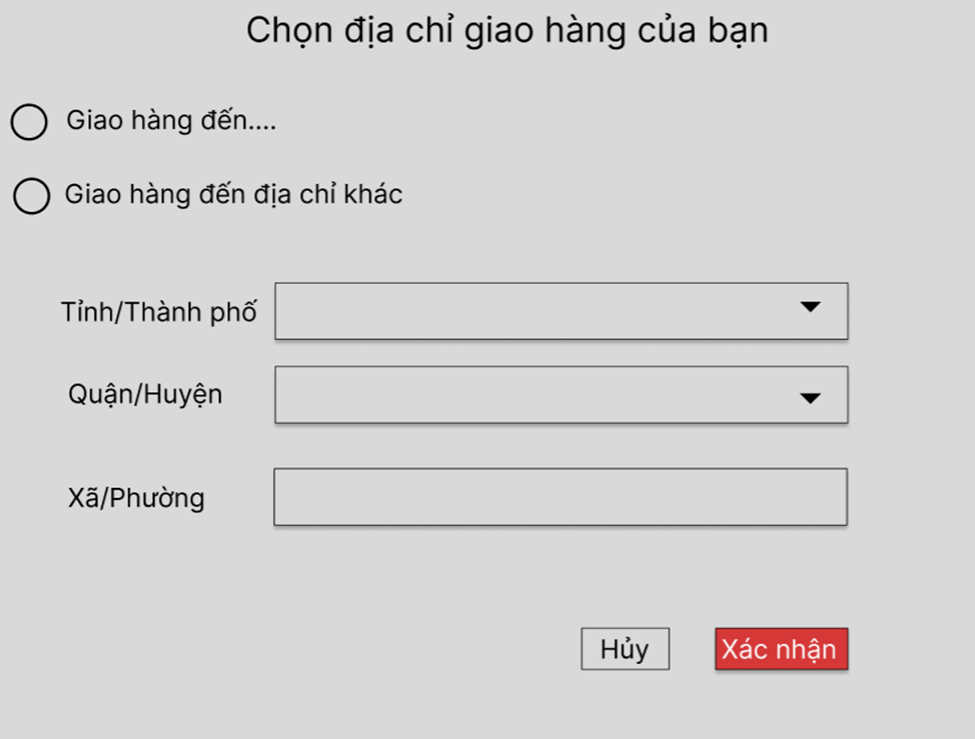 Chọn địa chỉ giao hàng của bạn
Giao hàng đến....
Giao hàng đến địa chỉ khác
Tỉnh/Thành phố
Quận/Huyện
Xã/Phường
Hủy
Xác nhận